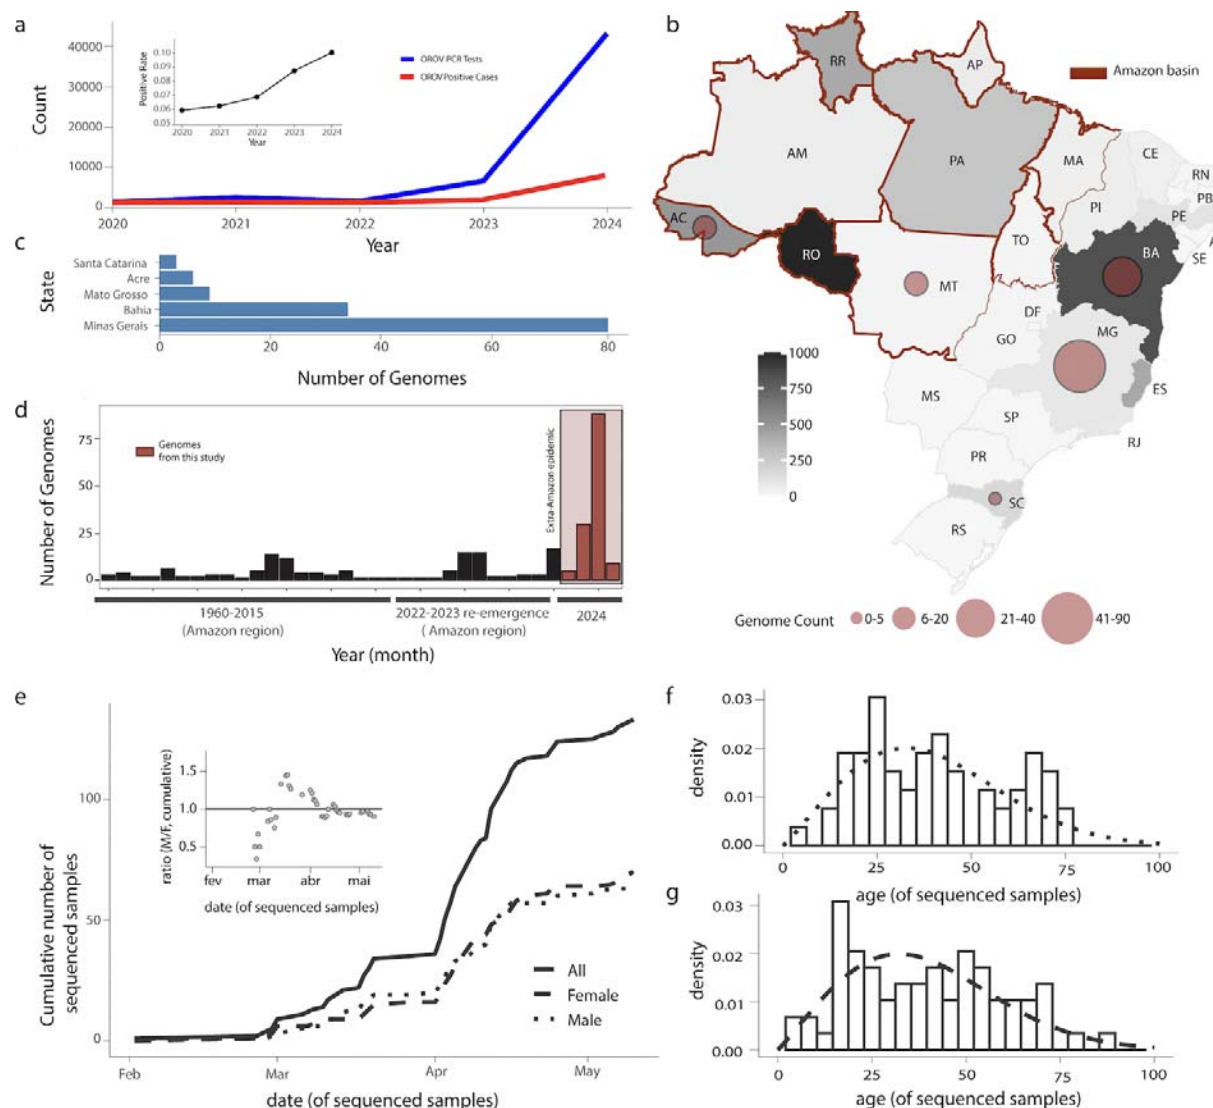 a
40000
30000
20000
10000
0
Count
2020
2021
2022
2023
2024
Year
0.10
0.09
0.08
0.07
0.06
0.05
Positive Rate
2020
2021
2022
2023
2024
Year
OROV PCR Tests
OROV Positive Cases
b
Amazon basin
RR
AP
AM
PA
MA
CE
RN
PB
PE
PI
AC
RO
TO
BA
SE
A
MT
DF
GO
MG
ES
MS
SP
RJ
PR
SC
RS
1000
750
500
250
0
Genome Count
0-5
6-20
21-40
41-90
c
State
Santa Catarina
Acre
Mato Grosso
Bahia
Minas Gerais
0
20
40
60
80
Number of Genomes
d
Number of Genomes
75
50
25
0
Genomes
from this study
Extra-Amazon epidemic
1960-2015
(Amazon region)
2022-2023 re-emergence
( Amazon region)
2024
Year (month)
e
Cumulative number of
sequenced samples
100
50
0
Feb
Mar
Apr
May
date (of sequenced samples)
ratio (M/F, cumulative)
1.5
1.0
0.5
fev
mar
abr
mai
date (of sequenced samples)
All
Female
Male
f
density
0.03
0.02
0.01
0.00
0
25
50
75
100
age (of sequenced samples)
g
density
0.03
0.02
0.01
0.00
0
25
50
75
100
age (of sequenced samples)